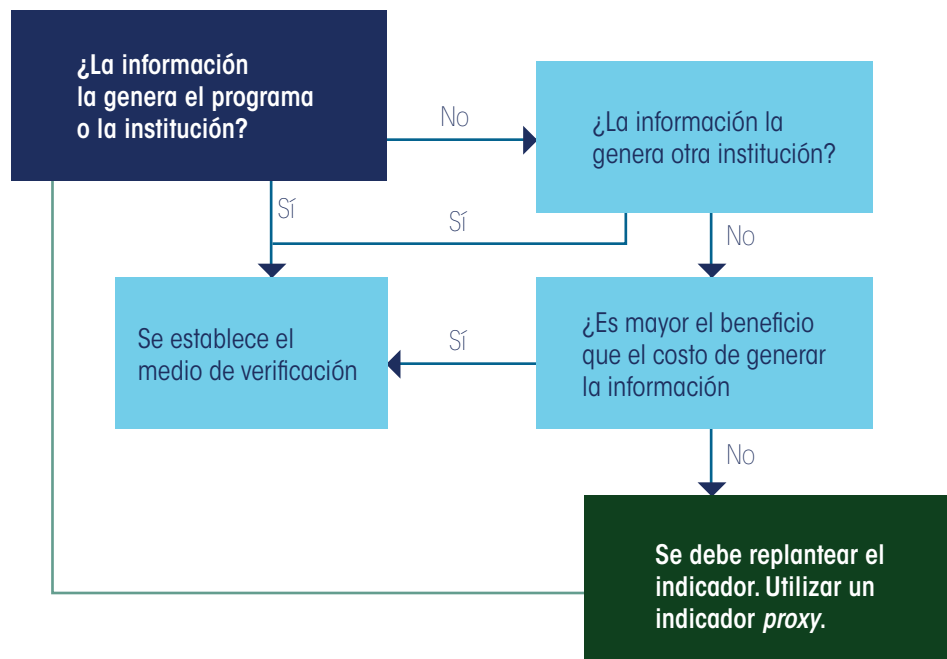 ¿La información
la genera el programa
o la institución?
No
¿La información la
genera otra institución?
Sí
Sí
No
Se establece el
medio de verificación
Sí
¿Es mayor el beneficio
que el costo de generar
la información
No
Se debe replantear el
indicador. Utilizar un
indicador proxy.